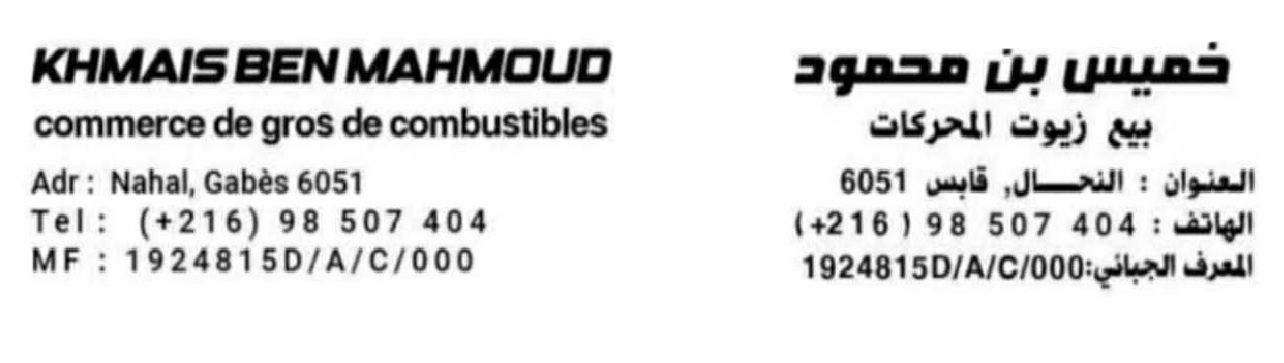 KHMAIS BEN MAHMOUD
commerce de gros de combustibles
Adr : Nahal, Gabès 6051
Tel : (+216) 98 507 404
MF : 1924815D/A/C/000
خميس بن محمود
بيع زيوت المحركات
العنوان : النحـــال, قابس 6051
الهاتف : 404 507 98 (216+)
المعرف الجبائي:1924815D/A/C/000